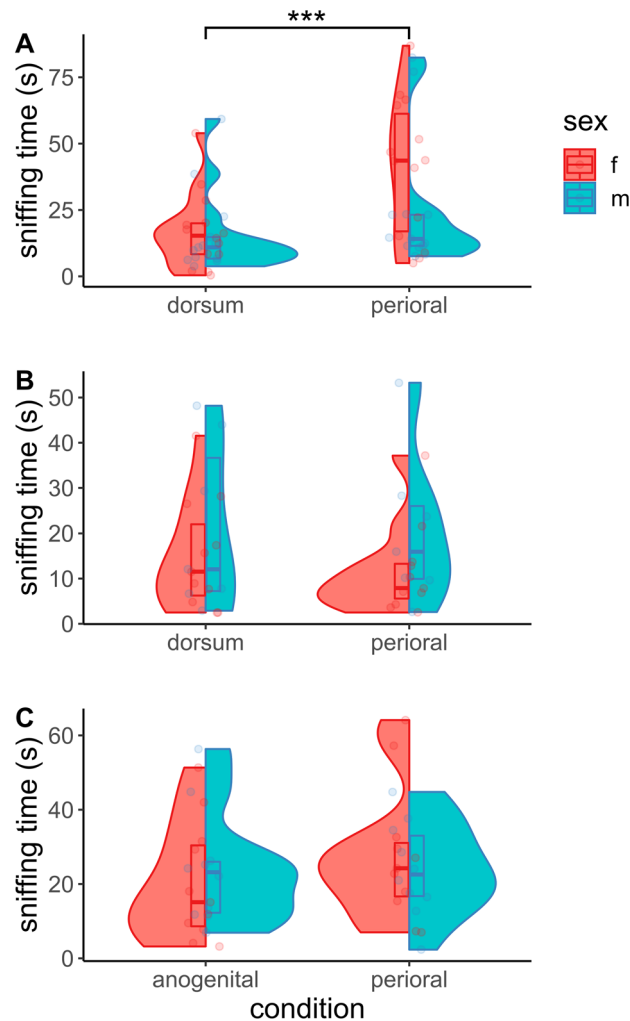 ***
A
sniffing time (s)
75
50
25
0
dorsum
perioral
sex
f
m
B
sniffing time (s)
50
40
30
20
10
0
dorsum
perioral
C
sniffing time (s)
60
40
20
0
anogenital
perioral
condition